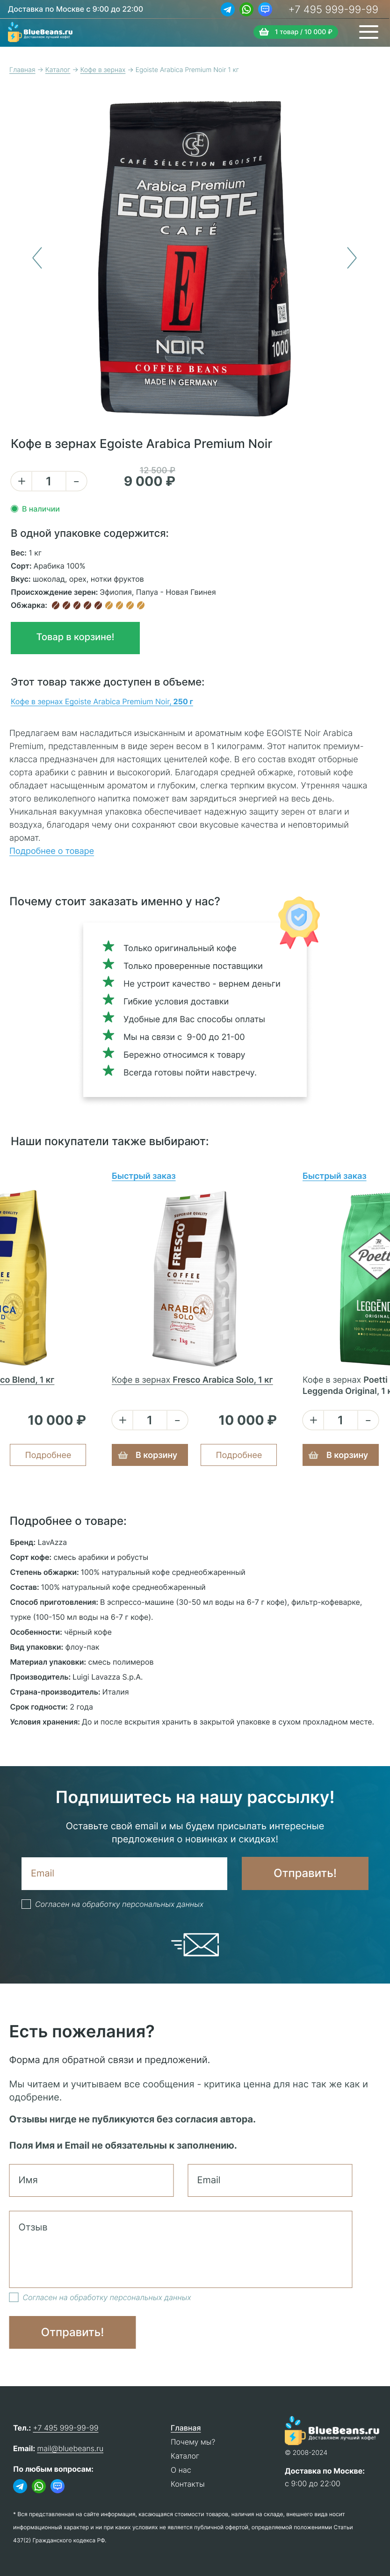 Доставка по Москве с 9:00 до 22:00
+7 495 999-99-99
BlueBeans.ru
Доставляем лучший кофе!
1 товар / 10 000 ₽
Главная → Каталог → Кофе в зернах → Egoiste Arabica Premium Noir 1 кг
CAFÉ SÉLECTION EGOISTE
Arabica Premium
EGOISTE
CAFÉ
E
NOIR
Масса нетто
1000
COFFEE BEANS
MADE IN GERMANY
Кофе в зернах Egoiste Arabica Premium Noir
12 500 ₽
+ 1 - 9 000 ₽
В наличии
В одной упаковке содержится:
Вес: 1 кг
Сорт: Арабика 100%
Вкус: шоколад, орех, нотки фруктов
Происхождение зерен: Эфиопия, Папуа - Новая Гвинея
Обжарка:
Товар в корзине!
Этот товар также доступен в объеме:
Кофе в зернах Egoiste Arabica Premium Noir, 250 г
Предлагаем вам насладиться изысканным и ароматным кофе EGOISTE Noir Arabica
Premium, представленным в виде зерен весом в 1 килограмм. Этот напиток премиум-
класса предназначен для настоящих ценителей кофе. В его состав входят отборные
сорта арабики с равнин и высокогорий. Благодаря средней обжарке, готовый кофе
обладает насыщенным ароматом и глубоким, слегка терпким вкусом. Утренняя чашка
этого великолепного напитка поможет вам зарядиться энергией на весь день.
Уникальная вакуумная упаковка обеспечивает надежную защиту зерен от влаги и
воздуха, благодаря чему они сохраняют свои вкусовые качества и неповторимый
аромат.
Подробнее о товаре
Почему стоит заказать именно у нас?
Только оригинальный кофе
Только проверенные поставщики
Не устроит качество - вернем деньги
Гибкие условия доставки
Удобные для Вас способы оплаты
Мы на связи с 9-00 до 21-00
Бережно относимся к товару
Всегда готовы пойти навстречу.
Наши покупатели также выбирают:
Быстрый заказ
Быстрый заказ
SUPERIOR QUALITY
FRESCO
COFFEE
ARABICA
SOLO
1 kg
Poetti
LEGGENDA
ORIGINAL
co Blend, 1 кг
Кофе в зернах Fresco Arabica Solo, 1 кг
Кофе в зернах Poetti
Leggenda Original, 1 к
10 000 ₽
+ 1 - 10 000 ₽
+ 1 -
Подробнее
В корзину
Подробнее
В корзину
Подробнее о товаре:
Бренд: LavAzza
Сорт кофе: смесь арабики и робусты
Степень обжарки: 100% натуральный кофе среднеобжаренный
Состав: 100% натуральный кофе среднеобжаренный
Способ приготовления: В эспрессо-машине (30-50 мл воды на 6-7 г кофе), фильтр-кофеварке,
турке (100-150 мл воды на 6-7 г кофе).
Особенности: чёрный кофе
Вид упаковки: флоу-пак
Материал упаковки: смесь полимеров
Производитель: Luigi Lavazza S.p.A.
Страна-производитель: Италия
Срок годности: 2 года
Условия хранения: До и после вскрытия хранить в закрытой упаковке в сухом прохладном месте.
Подпишитесь на нашу рассылку!
Оставьте свой email и мы будем присылать интересные
предложения о новинках и скидках!
Email
Отправить!
Согласен на обработку персональных данных
Есть пожелания?
Форма для обратной связи и предложений.
Мы читаем и учитываем все сообщения - критика ценна для нас так же как и
одобрение.
Отзывы нигде не публикуются без согласия автора.
Поля Имя и Email не обязательны к заполнению.
Имя
Email
Отзыв
Согласен на обработку персональных данных
Отправить!
Тел.: +7 495 999-99-99
Email: mail@bluebeans.ru
По любым вопросам:
Главная
Почему мы?
Каталог
О нас
Контакты
BlueBeans.ru
Доставляем лучший кофе!
© 2008-2024
Доставка по Москве:
с 9:00 до 22:00
* Вся представленная на сайте информация, касающаяся стоимости товаров, наличия на складе, внешнего вида носит
информационный характер и ни при каких условиях не является публичной офертой, определяемой положениями Статьи
437(2) Гражданского кодекса РФ.